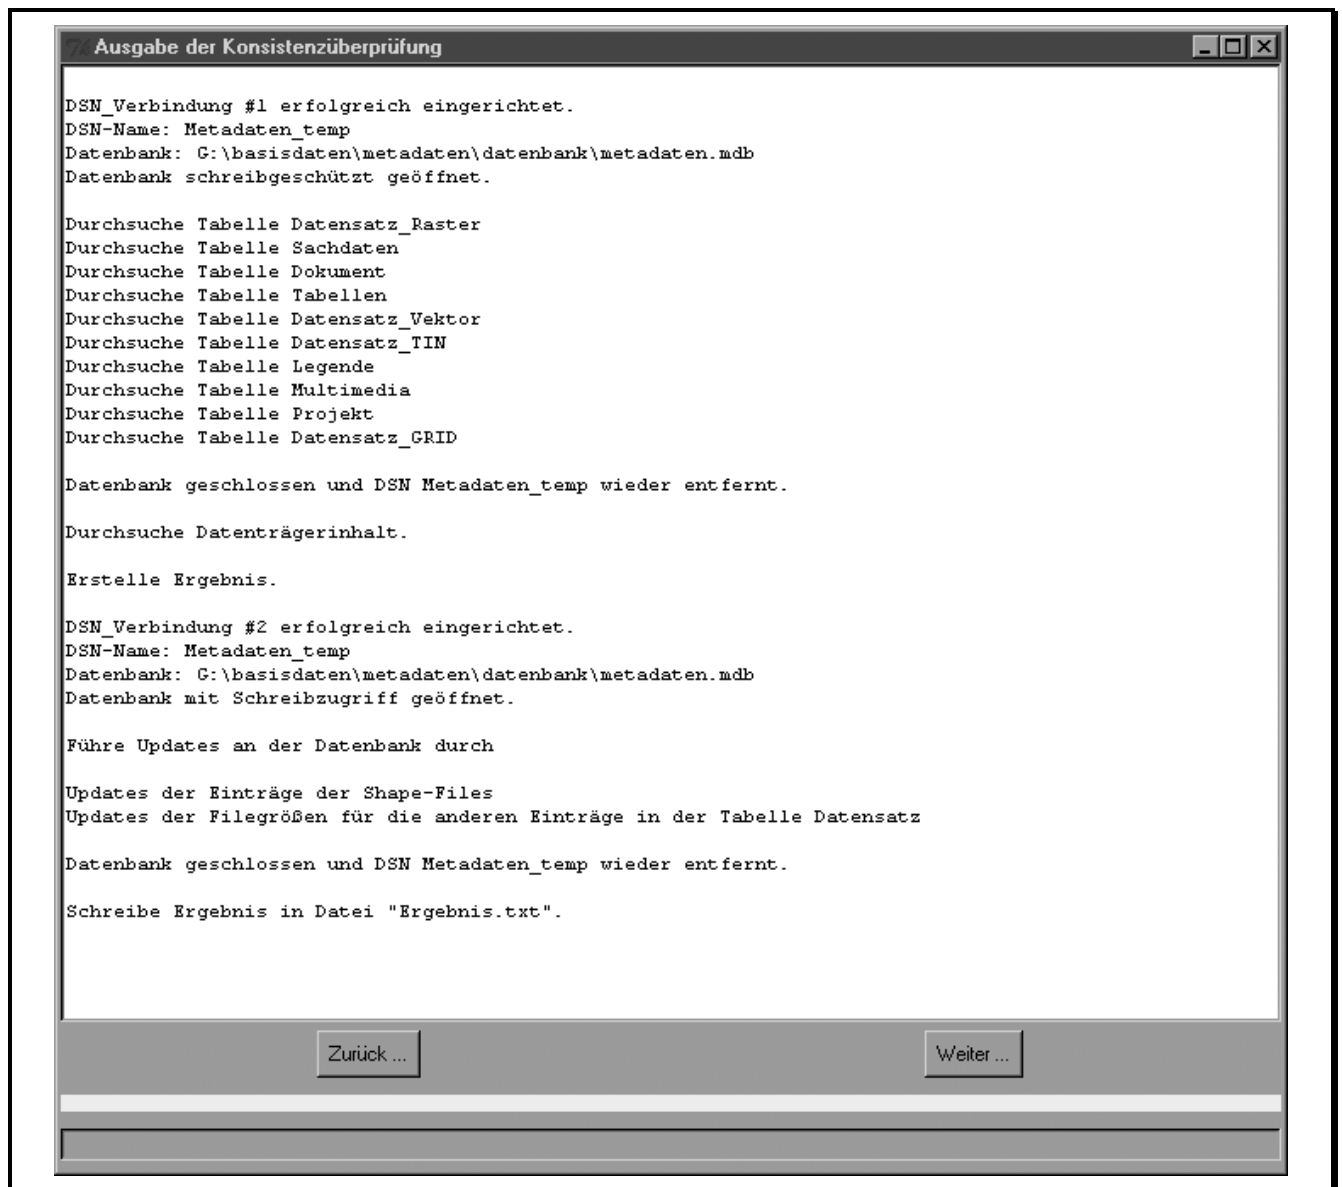 Ausgabe der Konsistenzüberprüfung
DSN_Verbindung #1 erfolgreich eingerichtet.
DSN-Name: Metadaten_temp
Datenbank: G:\basisdaten\metadaten\datenbank\metadaten.mdb
Datenbank schreibgeschützt geöffnet.
Durchsuche Tabelle Datensatz_Raster
Durchsuche Tabelle Sachdaten
Durchsuche Tabelle Dokument
Durchsuche Tabelle Tabellen
Durchsuche Tabelle Datensatz_Vektor
Durchsuche Tabelle Datensatz_TIN
Durchsuche Tabelle Legende
Durchsuche Tabelle Multimedia
Durchsuche Tabelle Projekt
Durchsuche Tabelle Datensatz_GRID
Datenbank geschlossen und DSN Metadaten_temp wieder entfernt.
Durchsuche Datenträgerinhalt.
Erstelle Ergebnis.
DSN_Verbindung #2 erfolgreich eingerichtet.
DSN-Name: Metadaten_temp
Datenbank: G:\basisdaten\metadaten\datenbank\metadaten.mdb
Datenbank mit Schreibzugriff geöffnet.
Führe Updates an der Datenbank durch
Updates der Einträge der Shape-Files
Updates der Filegrößen für die anderen Einträge in der Tabelle Datensatz
Datenbank geschlossen und DSN Metadaten_temp wieder entfernt.
Schreibe Ergebnis in Datei "Ergebnis.txt".
Zurück ...
Weiter ...